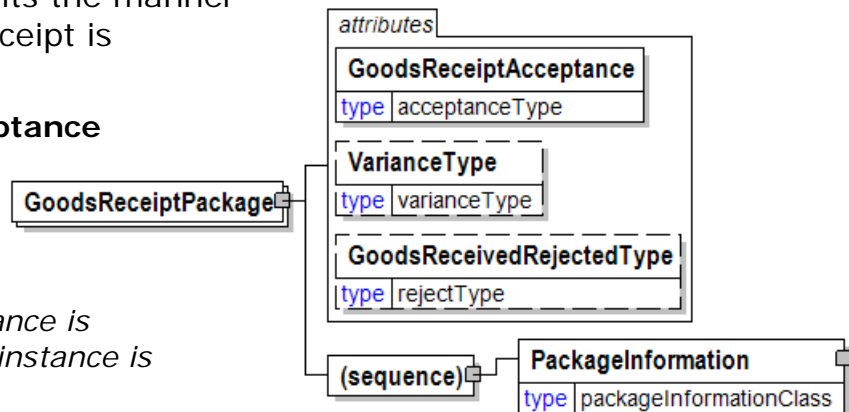 its the manner
ceipt is
ptance
ance is
instance is
GoodsReceiptPackage
attributes
GoodsReceiptAcceptance
type acceptanceType
VarianceType
type varianceType
GoodsReceivedRejectedType
type rejectType
(sequence)
PackageInformation
type packageInformationClass